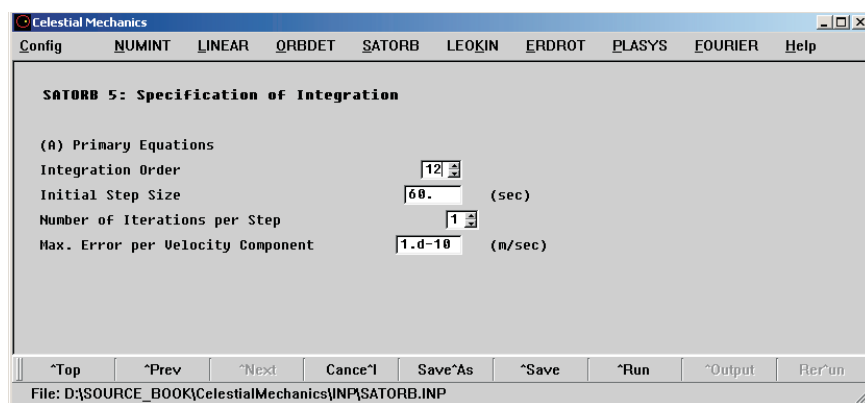 Celestial Mechanics
Config NUMINT LINEAR ORBDET SATORB LEOKIN ERDROT PLASYS FOURIER Help
SATORB 5: Specification of Integration
(A) Primary Equations
Integration Order 12
Initial Step Size 60. (sec)
Number of Iterations per Step 1
Max. Error per Velocity Component 1.d-10 (m/sec)
^Top ^Prev ^Next Cance^l Save^As ^Save ^Run ^Output Rer^un
File: D:\SOURCE_BOOK\CelestialMechanics\INP\SATORB.INP